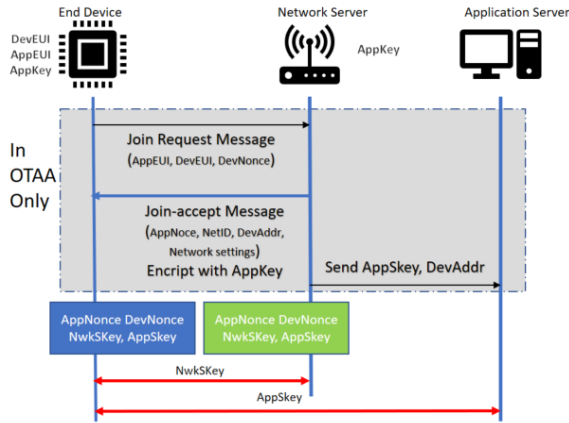 End Device
Network Server
Application Server
DevEUI
AppEUI
AppKey
AppKey
In
OTAA
Only
Join Request Message
(AppEUI, DevEUI, DevNonce)
Join-accept Message
(AppNoce, NetID, DevAddr,
Network settings)
Encript with AppKey
Send AppSkey, DevAddr
AppNonce DevNonce
NwkSKey, AppSkey
AppNonce DevNonce
NwkSKey, AppSkey
NwkSKey
AppSkey